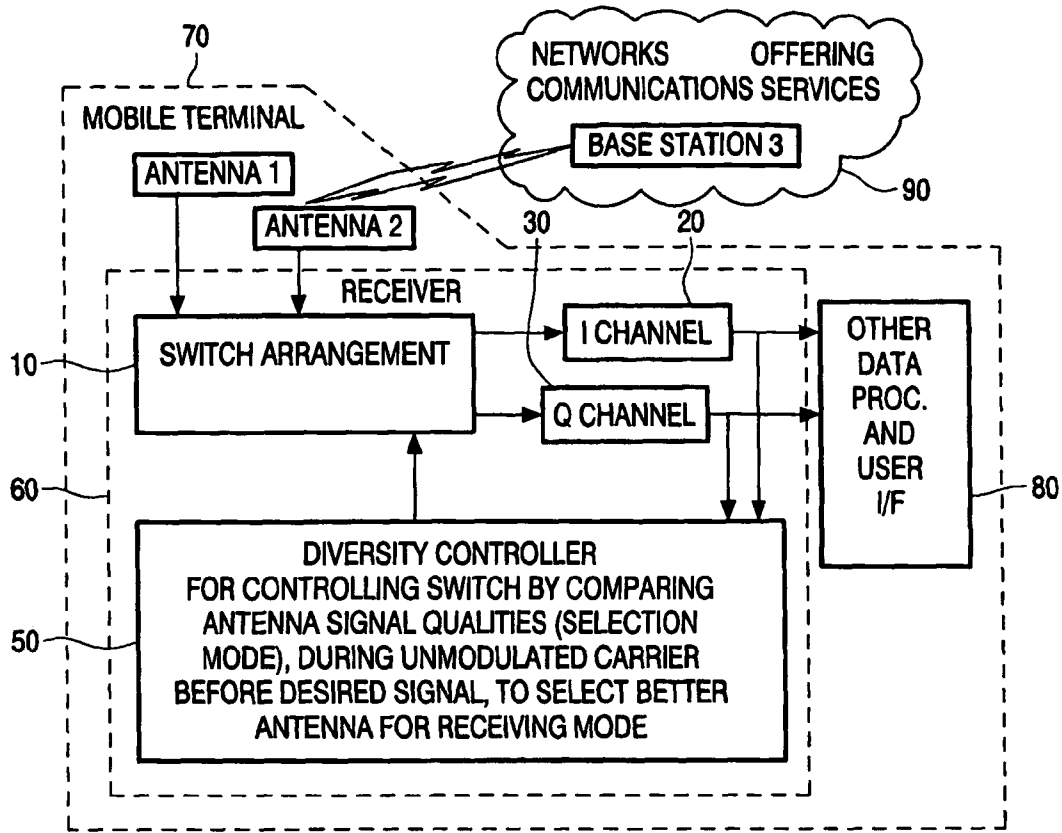 70
NETWORKS OFFERING
COMMUNICATIONS SERVICES
MOBILE TERMINAL
BASE STATION 3
ANTENNA 1
90
ANTENNA 2
30
20
RECEIVER
10
SWITCH ARRANGEMENT
I CHANNEL
Q CHANNEL
OTHER
DATA
PROC.
AND
USER
I/F
60
80
50
DIVERSITY CONTROLLER
FOR CONTROLLING SWITCH BY COMPARING
ANTENNA SIGNAL QUALITIES (SELECTION
MODE), DURING UNMODULATED CARRIER
BEFORE DESIRED SIGNAL, TO SELECT BETTER
ANTENNA FOR RECEIVING MODE